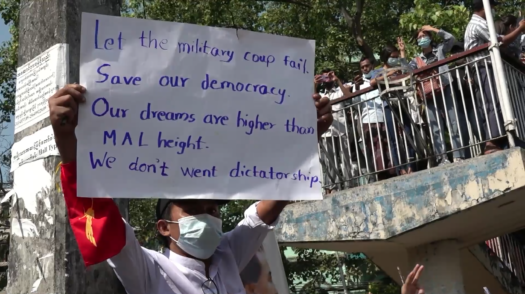 Let the military coup fail.
Save our democracy.
Our dreams are higher than
MAL height.
We don't went dictatorship.